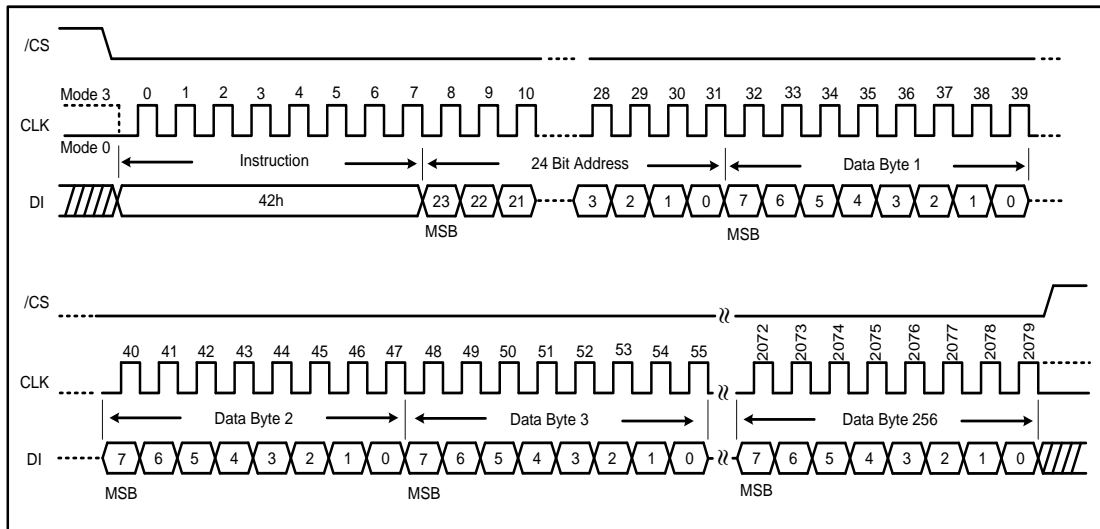 /CS
Mode 3 0 1 2 3 4 5 6 7 8 9 10 28 29 30 31 32 33 34 35 36 37 38 39
CLK
Mode 0
Instruction 24 Bit Address Data Byte 1
DI 42h 23 22 21 3 2 1 0 7 6 5 4 3 2 1 0
MSB MSB
/CS
40 41 42 43 44 45 46 47 48 49 50 51 52 53 54 55 2072 2073 2074 2075 2076 2077 2078 2079
CLK
Data Byte 2 Data Byte 3 Data Byte 256
DI 7 6 5 4 3 2 1 0 7 6 5 4 3 2 1 0 7 6 5 4 3 2 1 0
MSB MSB MSB